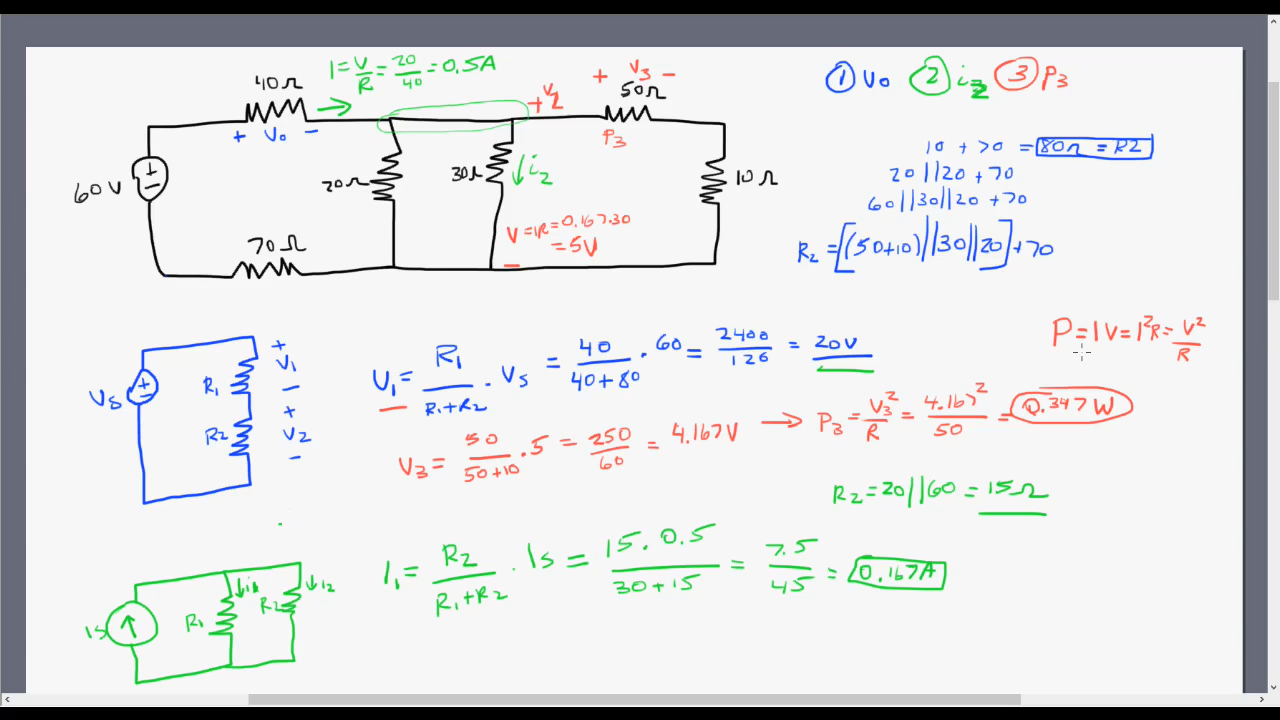 I = V/R = 20/40 = 0.5A
① V₀ ② i₂ ③ P₃
40Ω
+ V₀ −
+ V₃ −
50Ω
P₃
+V₂
60V
+
−
20Ω
30Ω
i₂
10Ω
V = IR = 0.167·30
= 5V
−
70Ω
10 + 70 = 80Ω = R2
20||20 + 70
60||30||20 + 70
R₂ = [(50+10)||30||20] + 70
P = IV = I²R = V²/R
Vs
+
−
R₁
R₂
+
V₁
−
+
V₂
−
V₁ = R₁/(R₁+R₂) · Vs = 40/(40+80) · 60 = 2400/120 = 20V
V₃ = 50/(50+10) · 5 = 250/60 = 4.167V → P₃ = V₃²/R = 4.167²/50 = 0.347W
R₂ = 20||60 = 15Ω
I₁ = R₂/(R₁+R₂) · Is = 15·0.5/(30+15) = 7.5/45 = 0.167A
Is
R₁
i₁
R₂
I₂